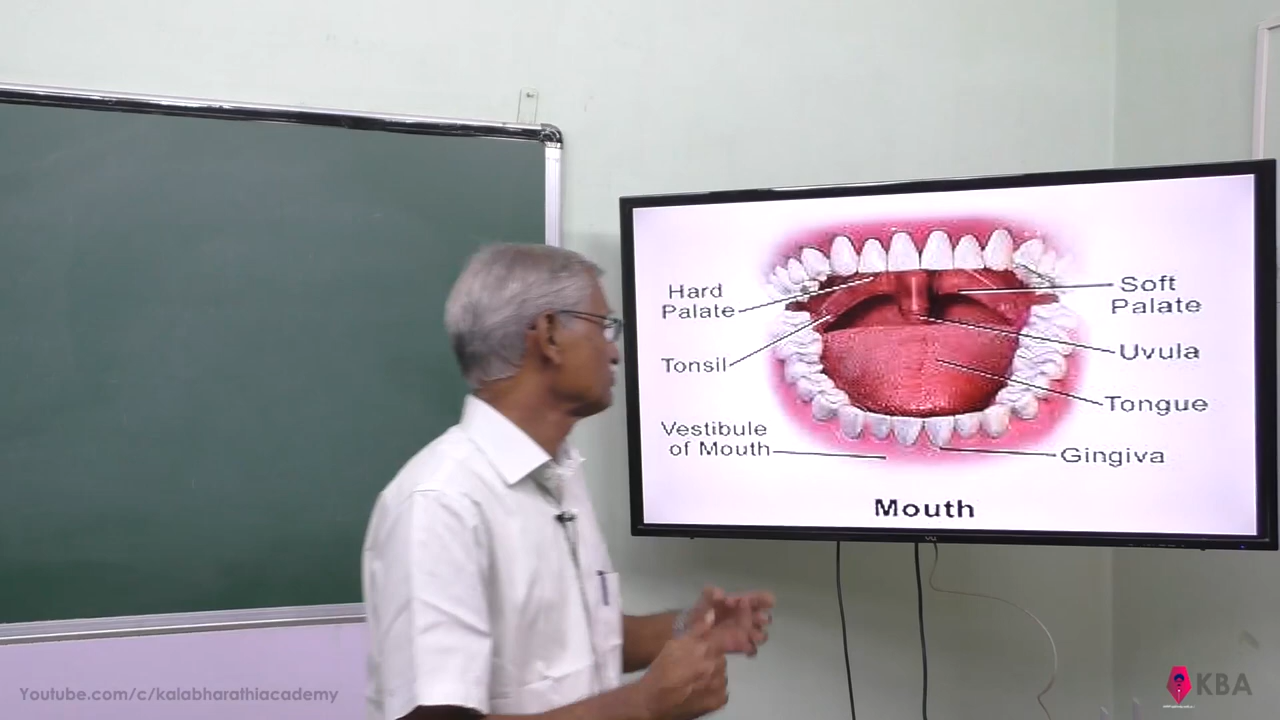 Hard
Palate
Tonsil
Vestibule
of Mouth
Soft
Palate
Uvula
Tongue
Gingiva
Mouth
Youtube.com/c/kalabharathiacademy
KBA